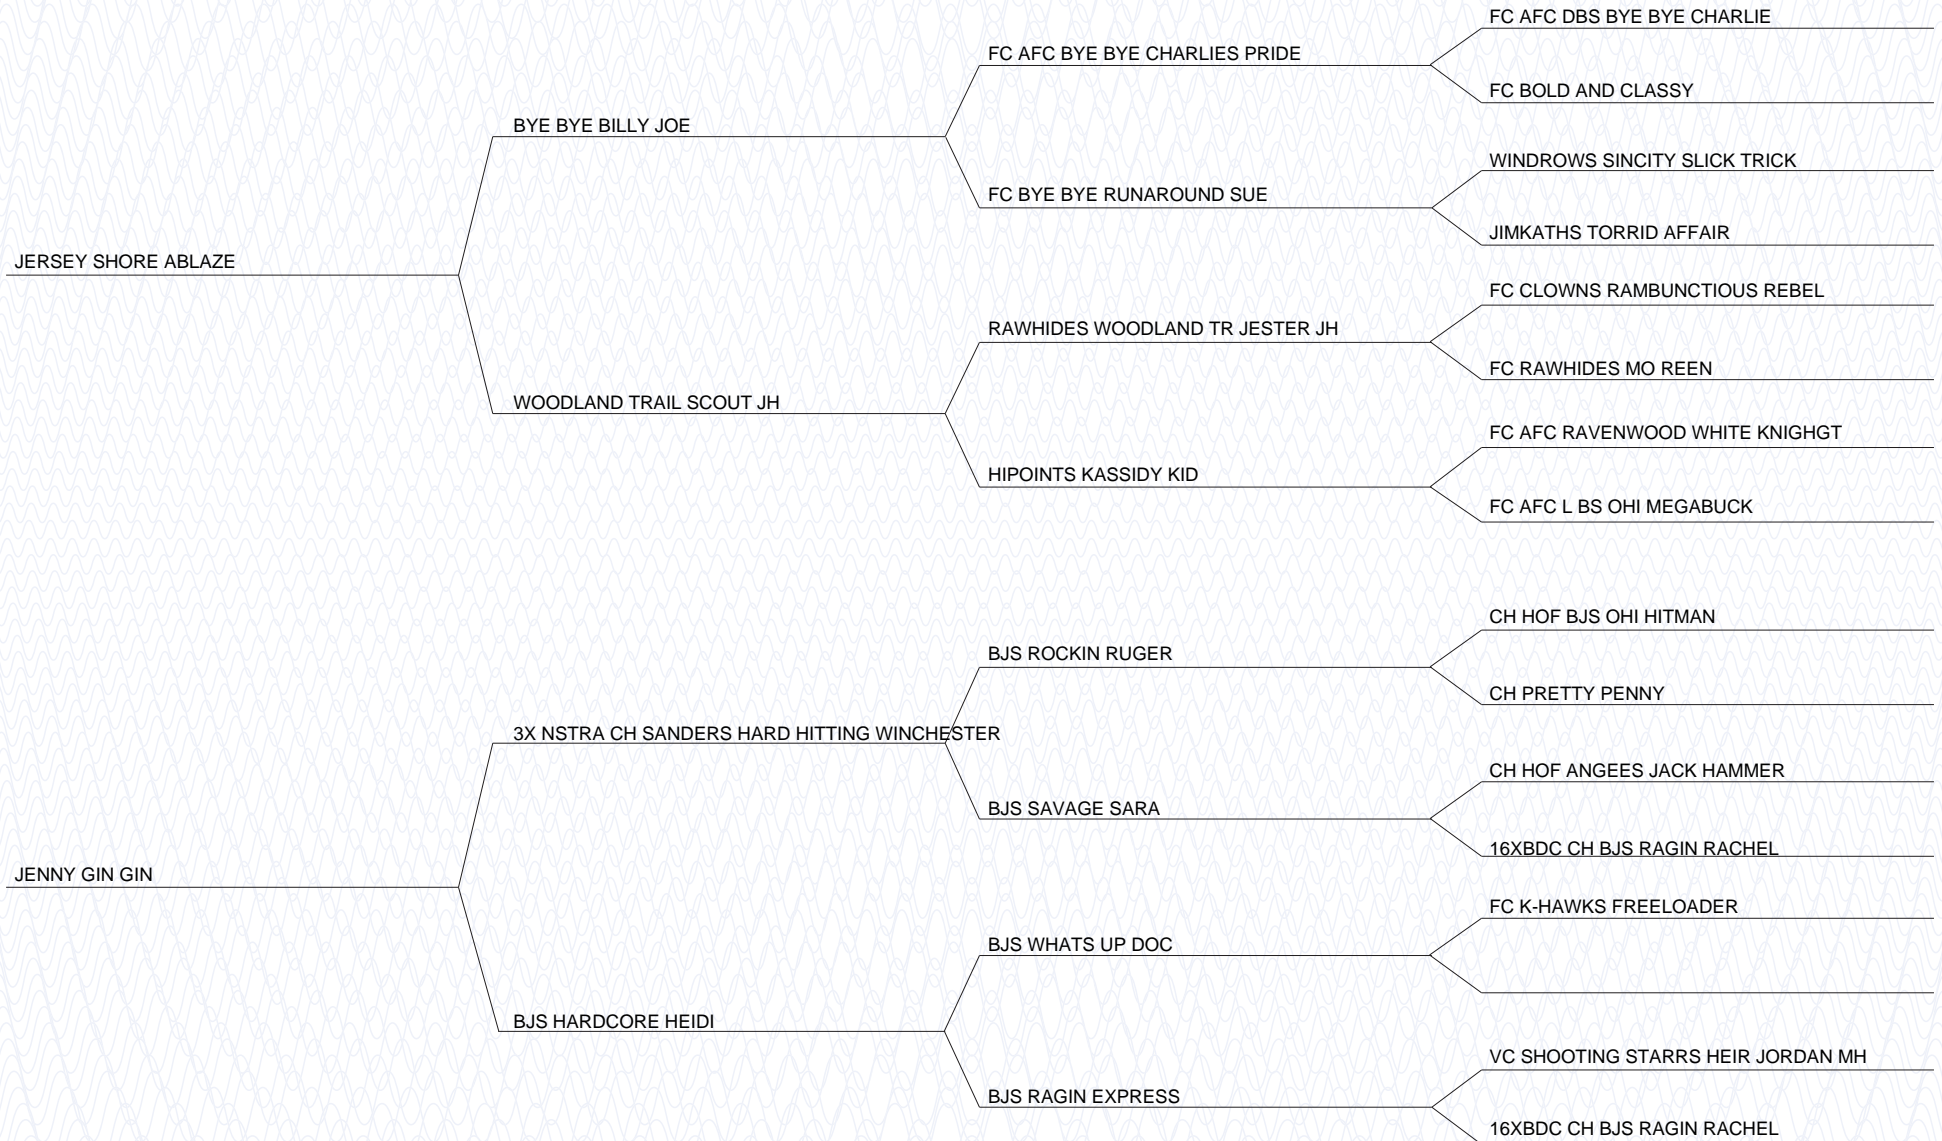 FC AFC DBS BYE BYE CHARLIE
FC AFC BYE BYE CHARLIES PRIDE
FC BOLD AND CLASSY
BYE BYE BILLY JOE
WINDROWS SINCITY SLICK TRICK
FC BYE BYE RUNAROUND SUE
JIMKATHS TORRID AFFAIR
JERSEY SHORE ABLAZE
FC CLOWNS RAMBUNCTIOUS REBEL
RAWHIDES WOODLAND TR JESTER JH
FC RAWHIDES MO REEN
WOODLAND TRAIL SCOUT JH
FC AFC RAVENWOOD WHITE KNIGHGT
HIPOINTS KASSIDY KID
FC AFC L BS OHI MEGABUCK
CH HOF BJS OHI HITMAN
BJS ROCKIN RUGER
CH PRETTY PENNY
3X NSTRA CH SANDERS HARD HITTING WINCHESTER
CH HOF ANGEES JACK HAMMER
BJS SAVAGE SARA
16XBDC CH BJS RAGIN RACHEL
JENNY GIN GIN
FC K-HAWKS FREELOADER
BJS WHATS UP DOC
BJS HARDCORE HEIDI
VC SHOOTING STARRS HEIR JORDAN MH
BJS RAGIN EXPRESS
16XBDC CH BJS RAGIN RACHEL